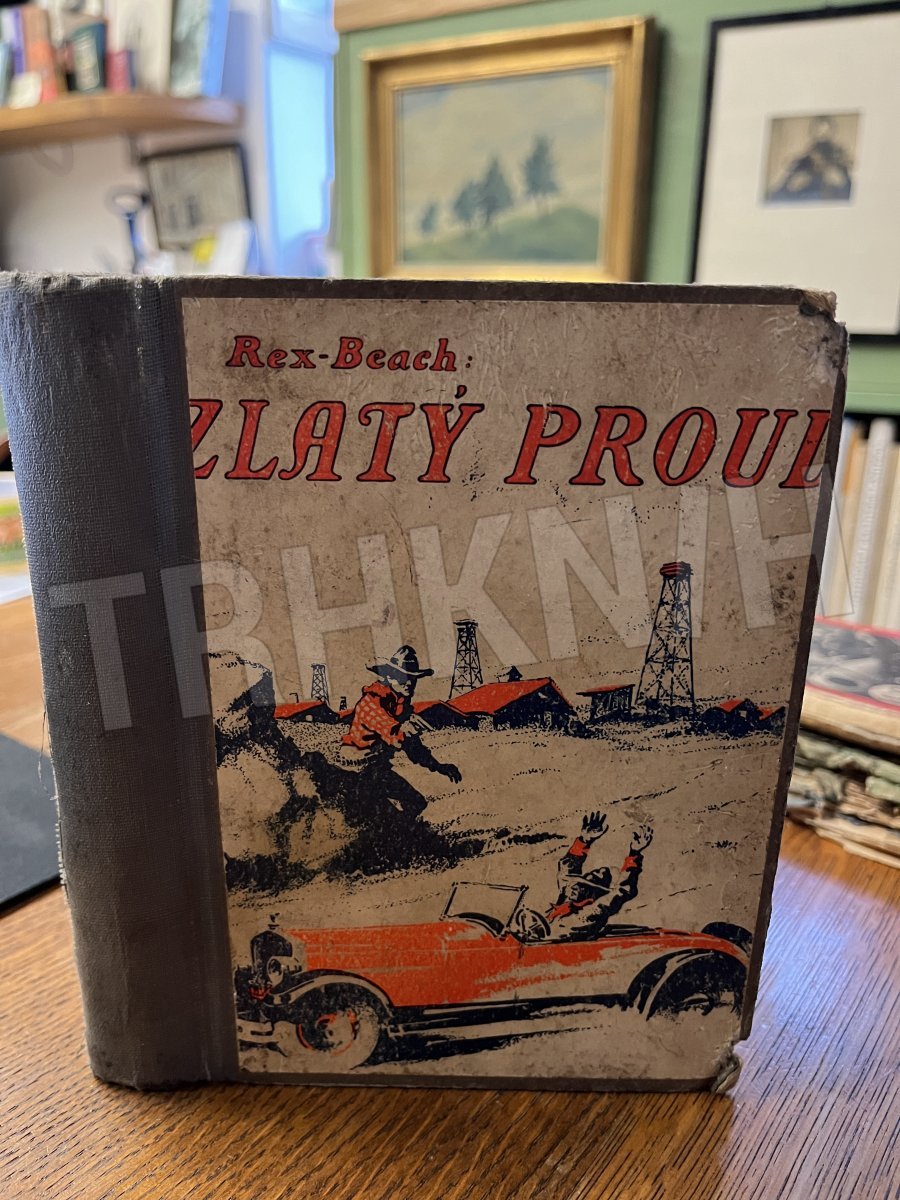 Rex-Beach:
ZLATÝ PROUD
TRHKNIH